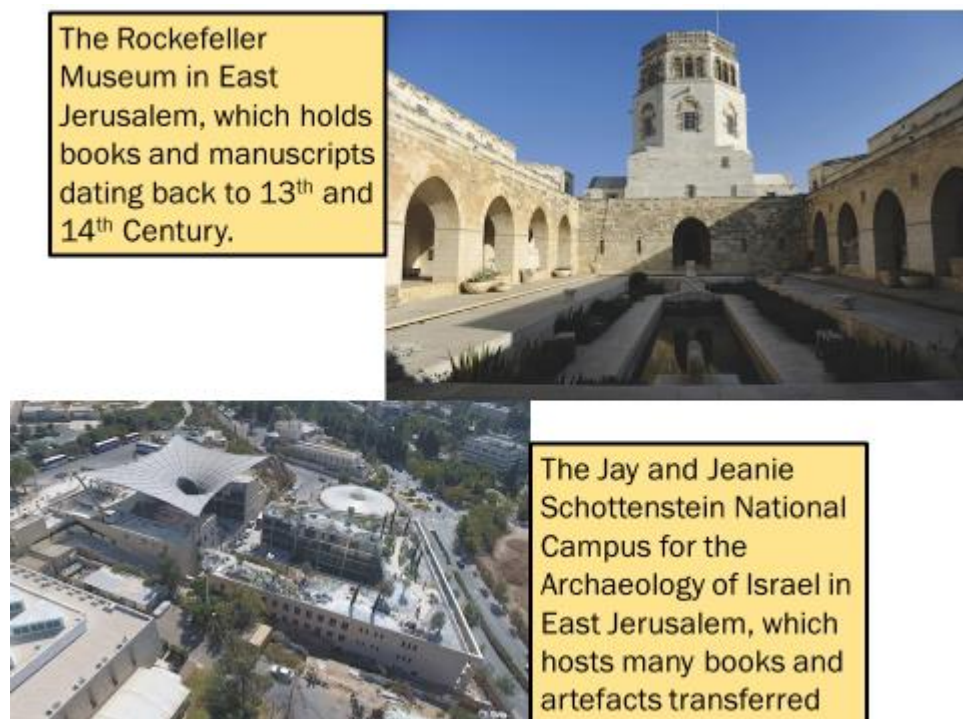 The Rockefeller
Museum in East
Jerusalem, which holds
books and manuscripts
dating back to 13th and
14th Century.
The Jay and Jeanie
Schottenstein National
Campus for the
Archaeology of Israel in
East Jerusalem, which
hosts many books and
artefacts transferred